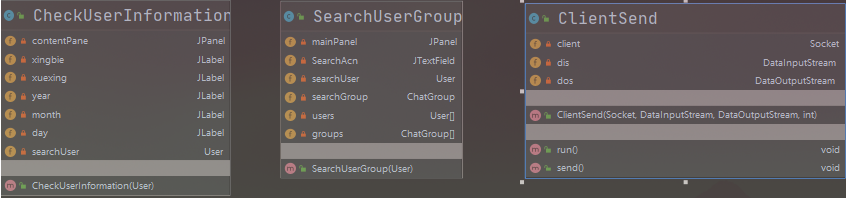 CheckUserInformation
contentPane JPanel
xingbie JLabel
xuexing JLabel
year JLabel
month JLabel
day JLabel
searchUser User
CheckUserInformation(User)
SearchUserGroup
mainPanel JPanel
SearchAcn JTextField
searchUser User
searchGroup ChatGroup
users User[]
groups ChatGroup[]
SearchUserGroup(User)
ClientSend
client Socket
dis DataInputStream
dos DataOutputStream
ClientSend(Socket, DataInputStream, DataOutputStream, int)
run() void
send() void